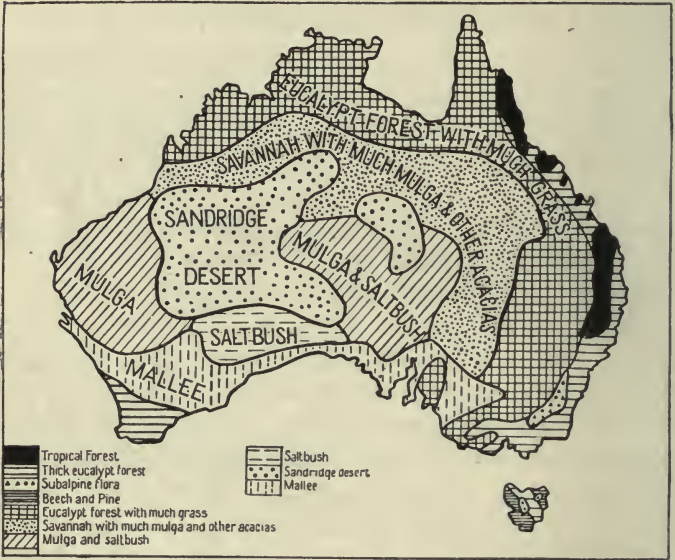 EUCALYPT FOREST WITH MUCH GRASS
SAVANNAH WITH MUCH MULGA & OTHER ACACIAS
SANDRIDGE
DESERT
MULGA & SALTBUSH
MULGA
SALTBUSH
MALLEE
Tropical Forest
Thick eucalypt forest
Subalpine flora
Beech and Pine
Eucalypt forest with much grass
Savannah with much mulga and other acacias
Mulga and saltbush
Saltbush
Sandridge desert
Mallee